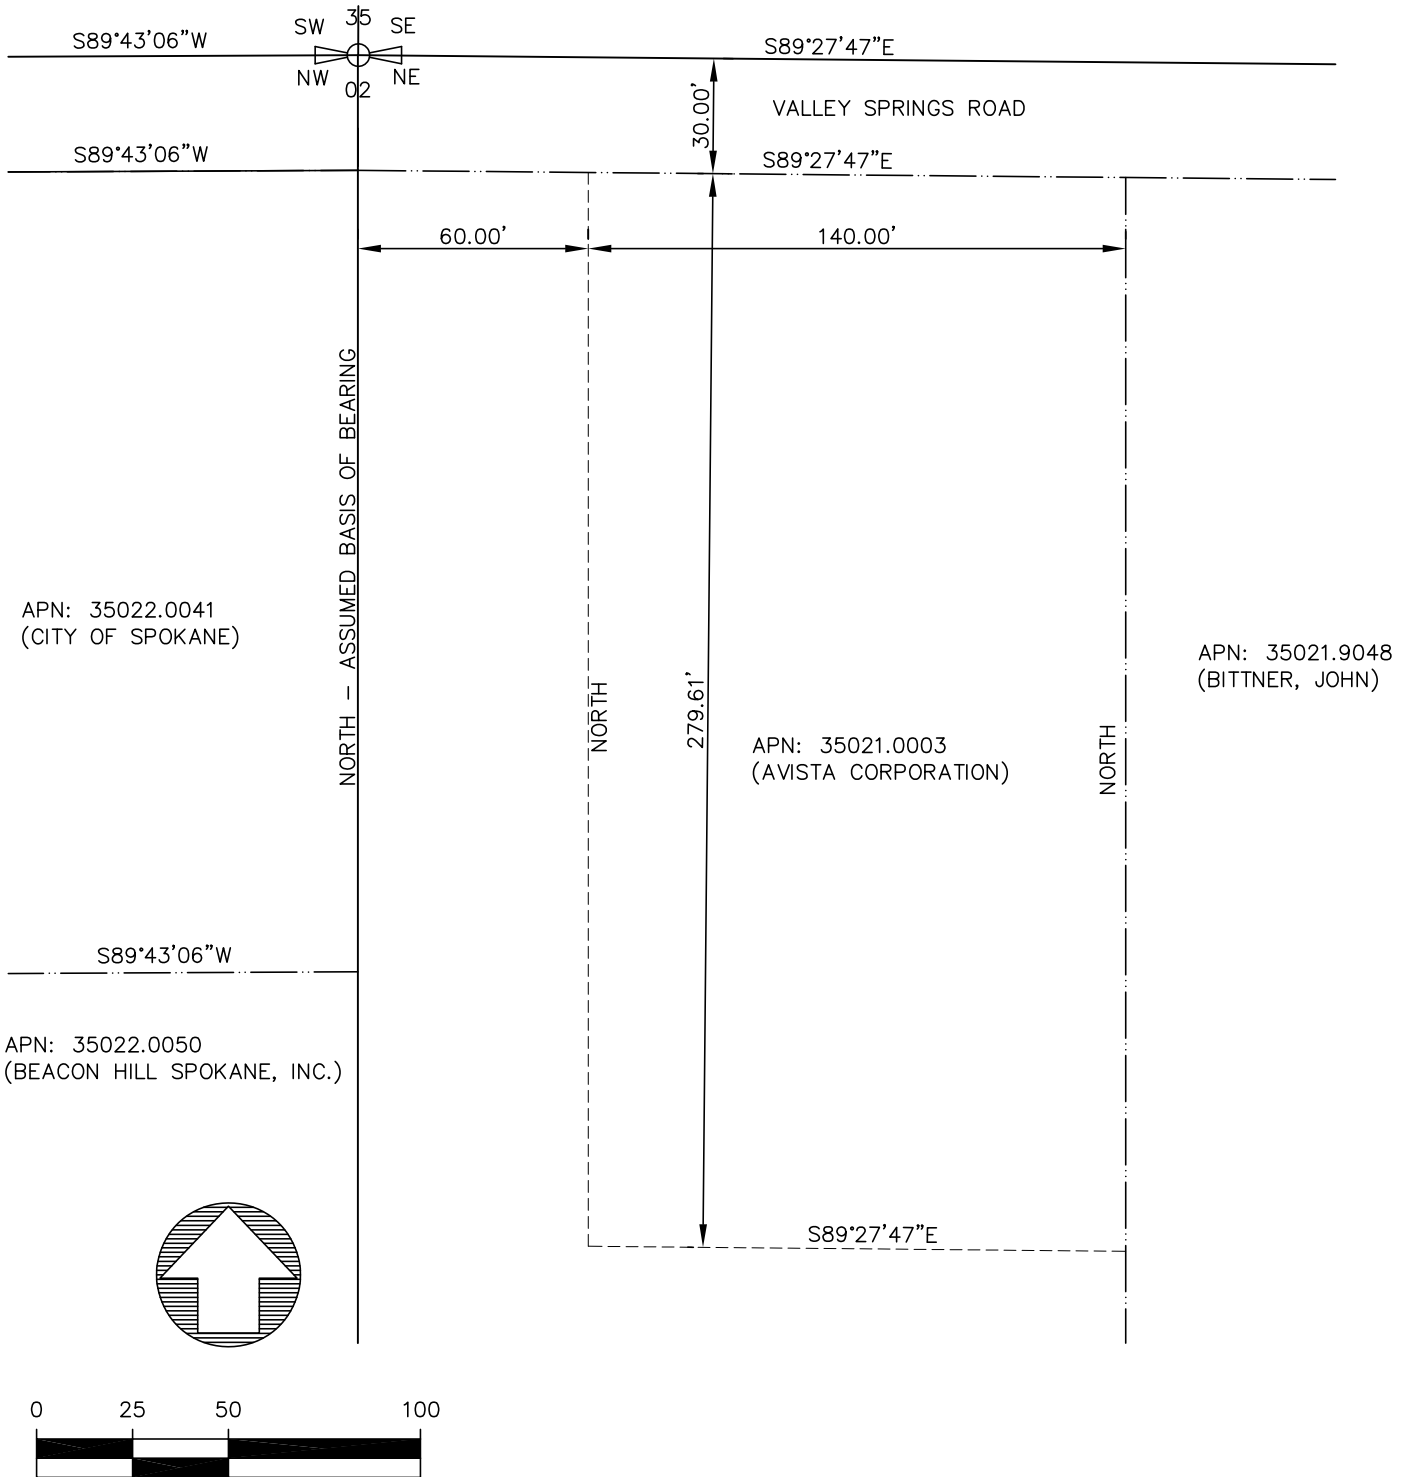 35
SW
SE
S89°43'06"W
S89°27'47"E
NW
NE
02
30.00'
VALLEY SPRINGS ROAD
S89°43'06"W
S89°27'47"E
60.00'
140.00'
NORTH - ASSUMED BASIS OF BEARING
APN: 35022.0041
(CITY OF SPOKANE)
APN: 35021.9048
(BITTNER, JOHN)
NORTH
279.61'
APN: 35021.0003
(AVISTA CORPORATION)
NORTH
S89°43'06"W
APN: 35022.0050
(BEACON HILL SPOKANE, INC.)
S89°27'47"E
0 25 50 100